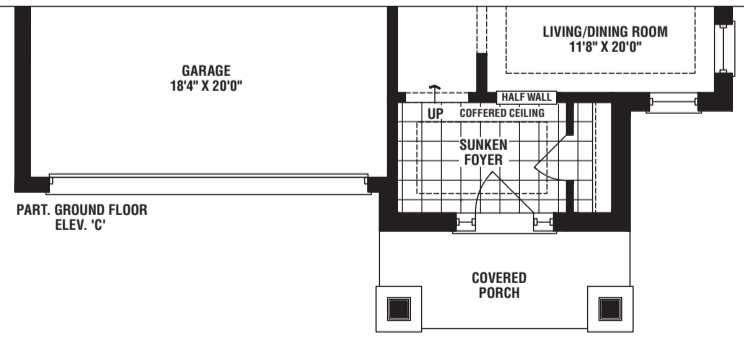 LIVING/DINING ROOM
11'8" X 20'0"
GARAGE
18'4" X 20'0"
HALF WALL
UP
COFFERED CEILING
SUNKEN
FOYER
PART. GROUND FLOOR
ELEV. 'C'
COVERED
PORCH